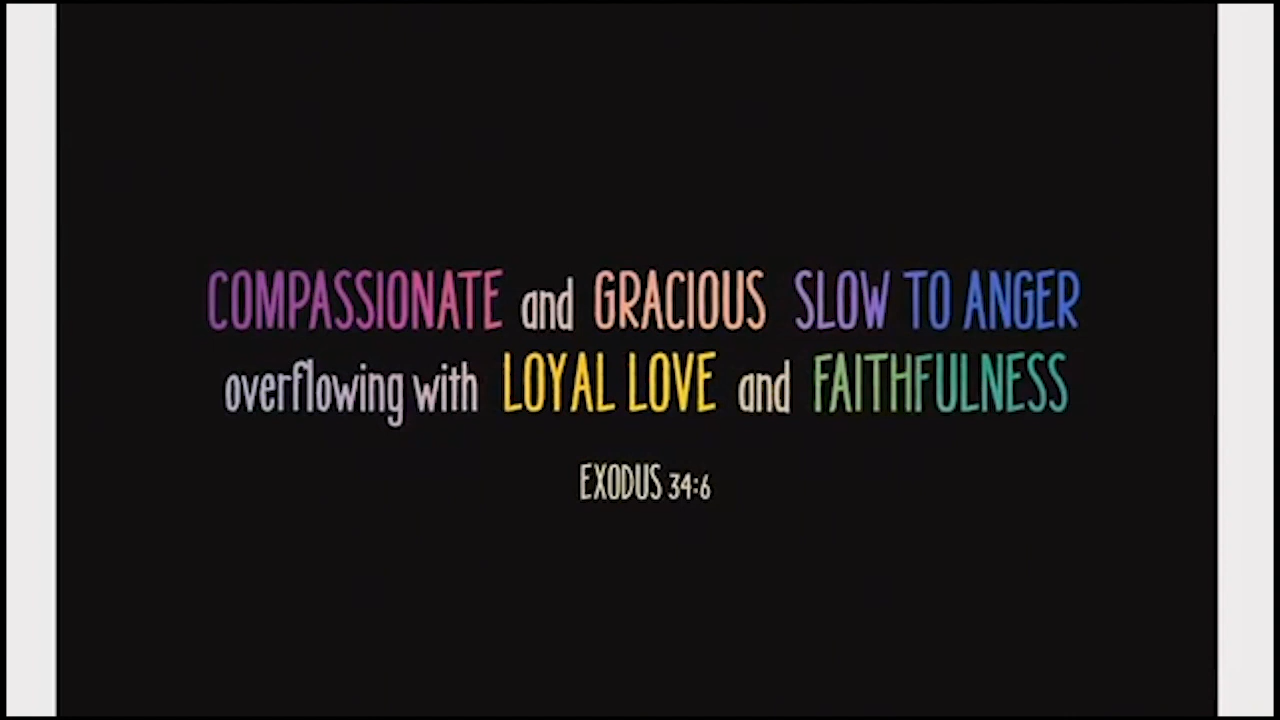 COMPASSIONATE and GRACIOUS SLOW TO ANGER
overflowing with LOYAL LOVE and FAITHFULNESS
EXODUS 34:6